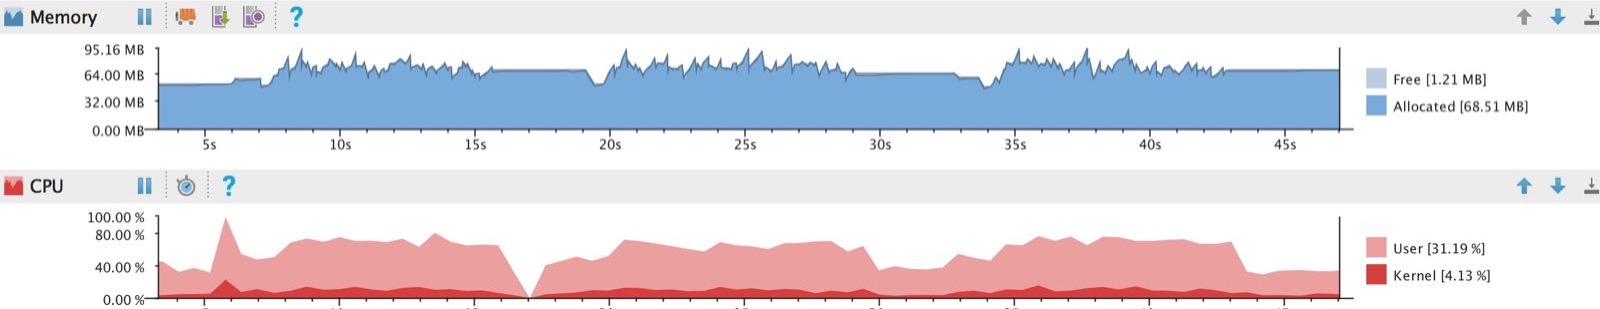 Memory
95.16 MB
64.00 MB
32.00 MB
0.00 MB
5s 10s 15s 20s 25s 30s 35s 40s 45s
Free [1.21 MB]
Allocated [68.51 MB]
CPU
100.00 %
80.00 %
40.00 %
0.00 %
User [31.19 %]
Kernel [4.13 %]